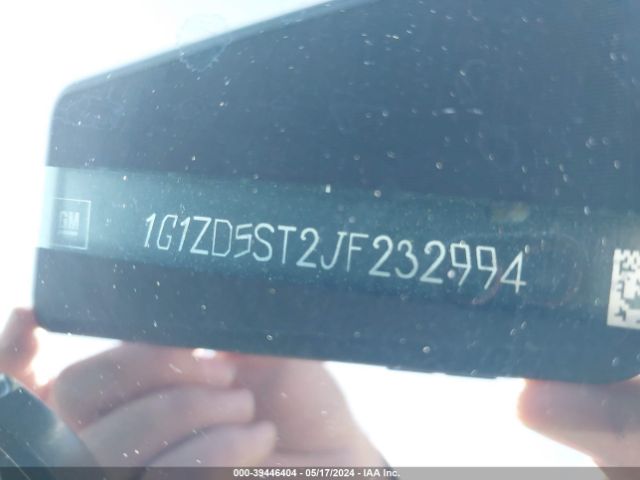 GM
1G1ZD5ST2JF232994
000-39446404 - 05/17/2024 - IAA Inc.